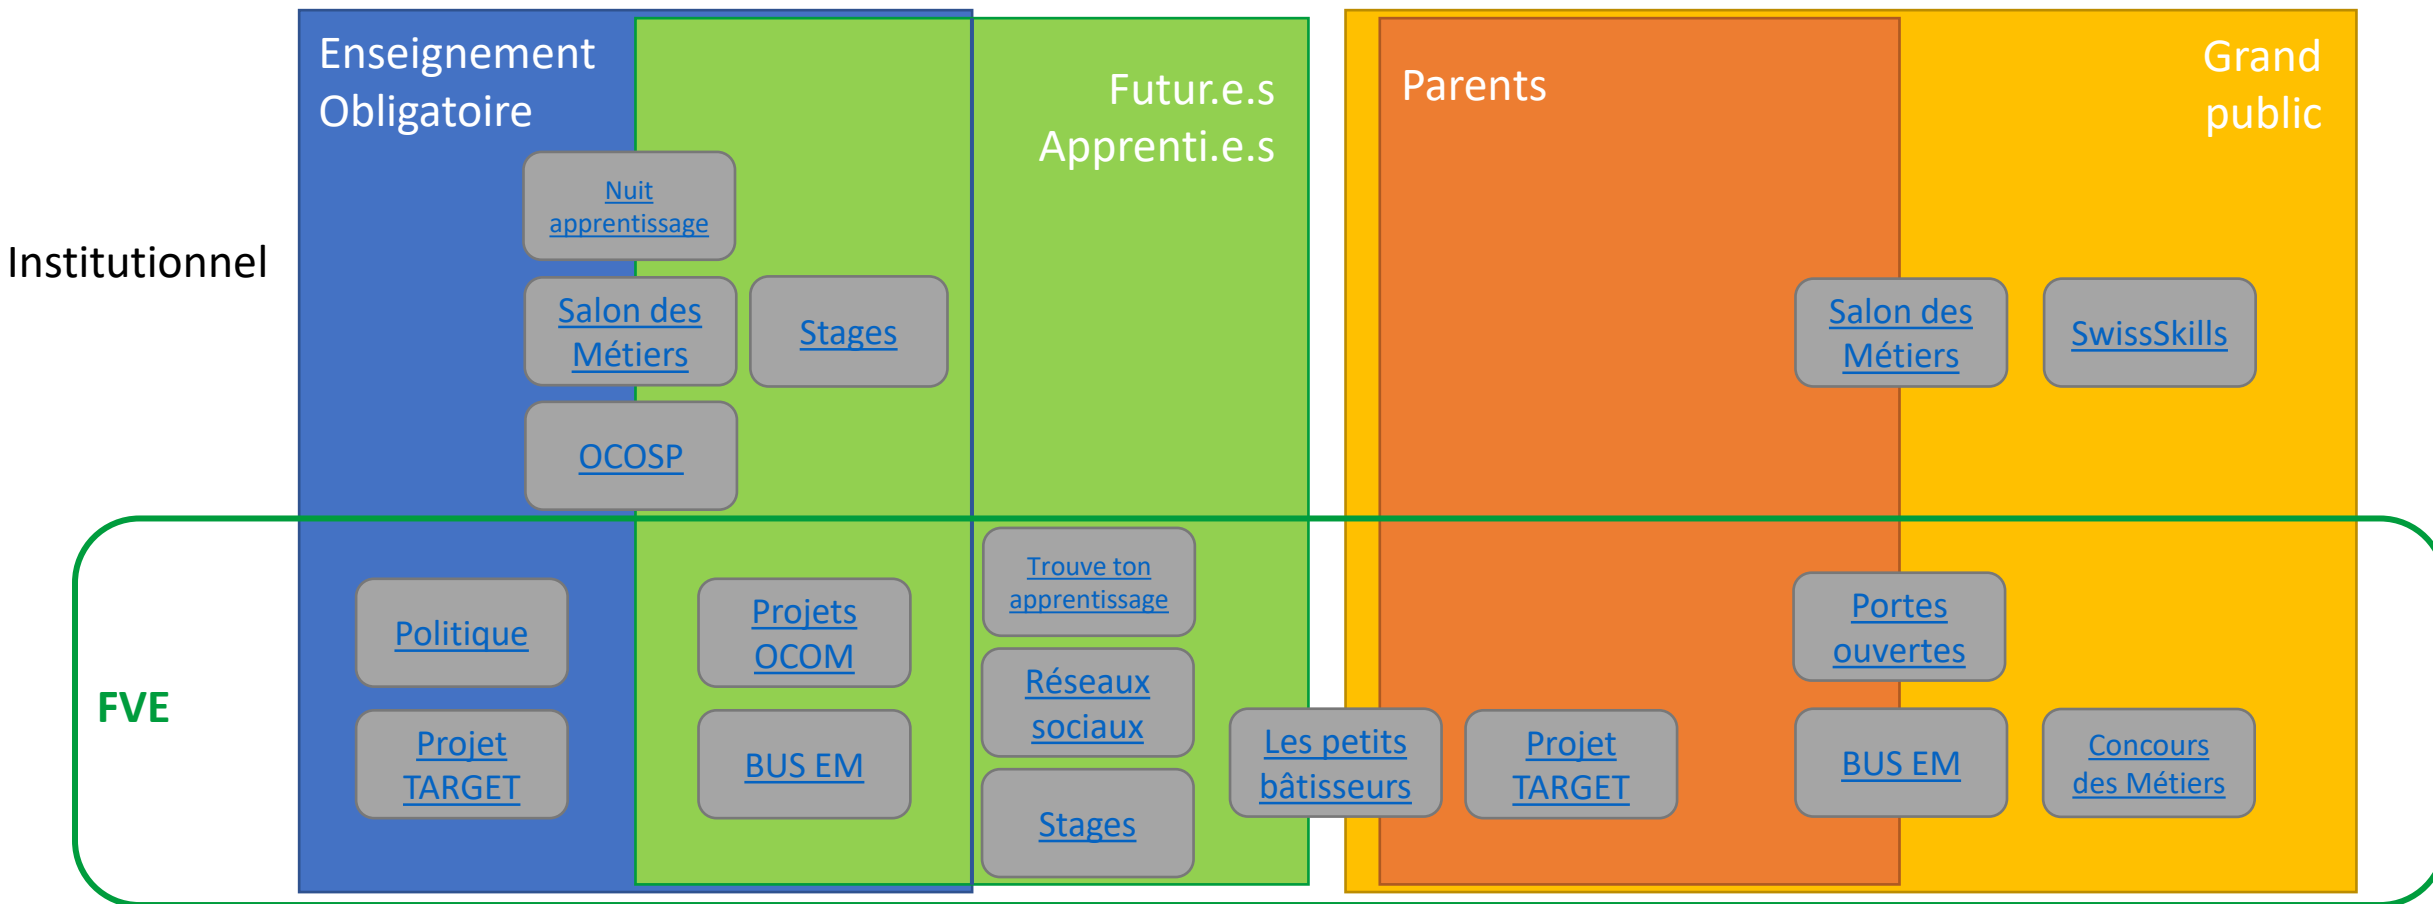 Enseignement
Obligatoire
Futur.e.s
Apprenti.e.s
Parents
Grand
public
Institutionnel
Nuit
apprentissage
Salon des
Métiers
Stages
OCOSP
Salon des
Métiers
SwissSkills
FVE
Politique
Projet
TARGET
Projets
OCOM
BUS EM
Trouve ton
apprentissage
Réseaux
sociaux
Stages
Les petits
bâtisseurs
Projet
TARGET
Portes
ouvertes
BUS EM
Concours
des Métiers